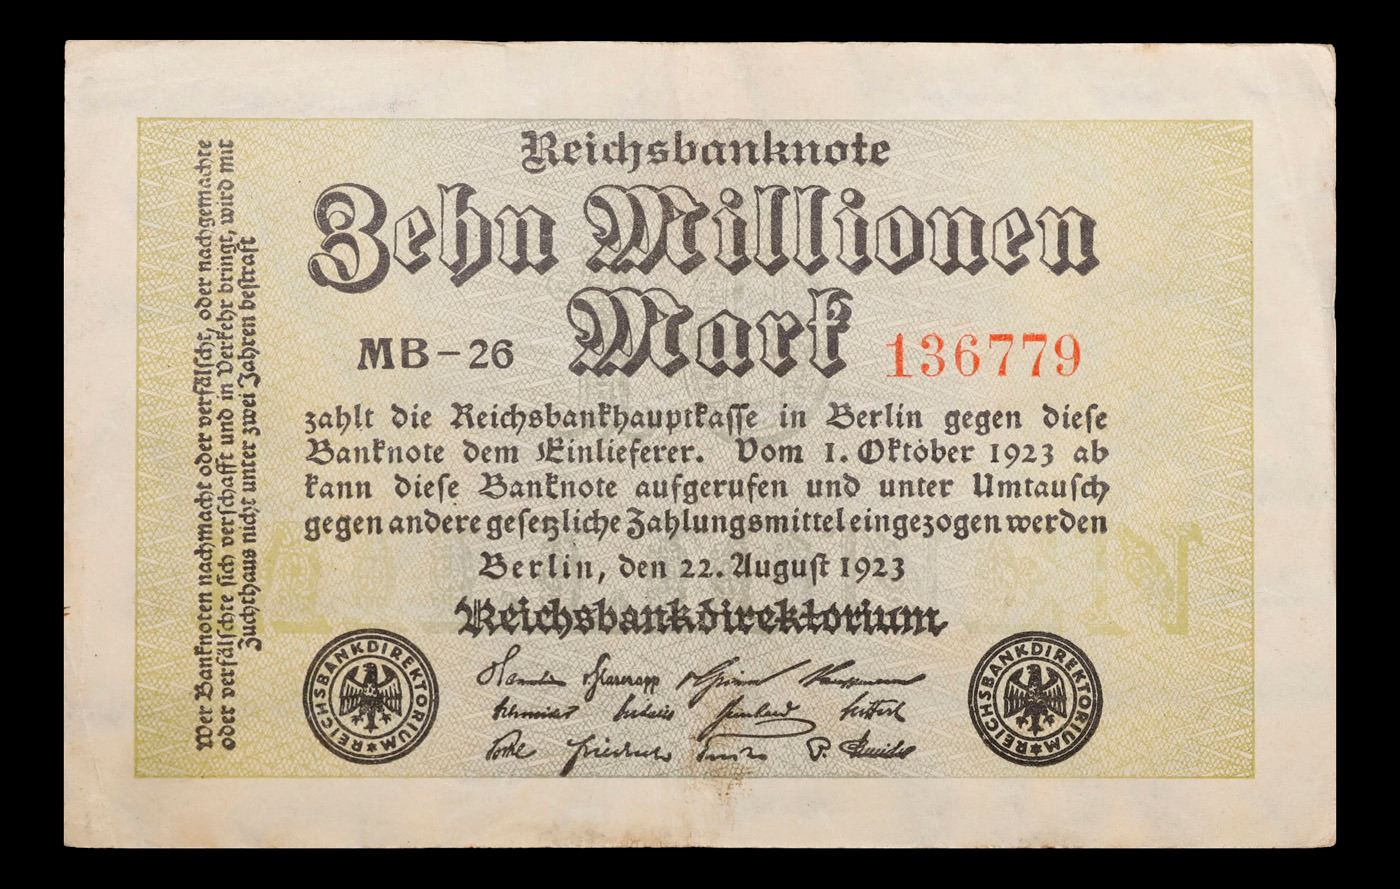 Reichsbanknote
Zehn Millionen
Mark
MB-26
136779
zahlt die Reichsbankhauptkasse in Berlin gegen diese
Banknote dem Einlieferer. Vom 1. Oktober 1923 ab
kann diese Banknote aufgerufen und unter Umtausch
gegen andere gesetzliche Zahlungsmittel eingezogen werden
Berlin, den 22. August 1923
Reichsbankdirektorium
Wer Banknoten nachmacht oder verfälscht, oder nachgemachte
oder verfälschte sich verschafft und in Verkehr bringt, wird mit
Zuchthaus nicht unter zwei Jahren bestraft
REICHSBANKDIREKTORIUM
REICHSBANKDIREKTORIUM